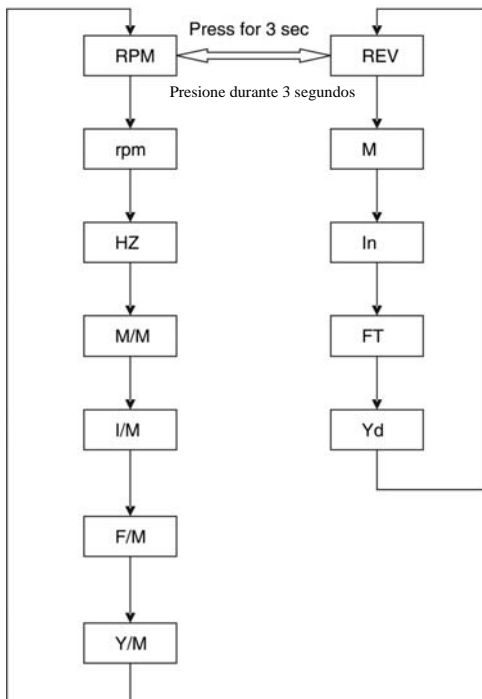 Press for 3 sec
RPM
REV
Presione durante 3 segundos
rpm
M
HZ
In
M/M
FT
I/M
Yd
F/M
Y/M